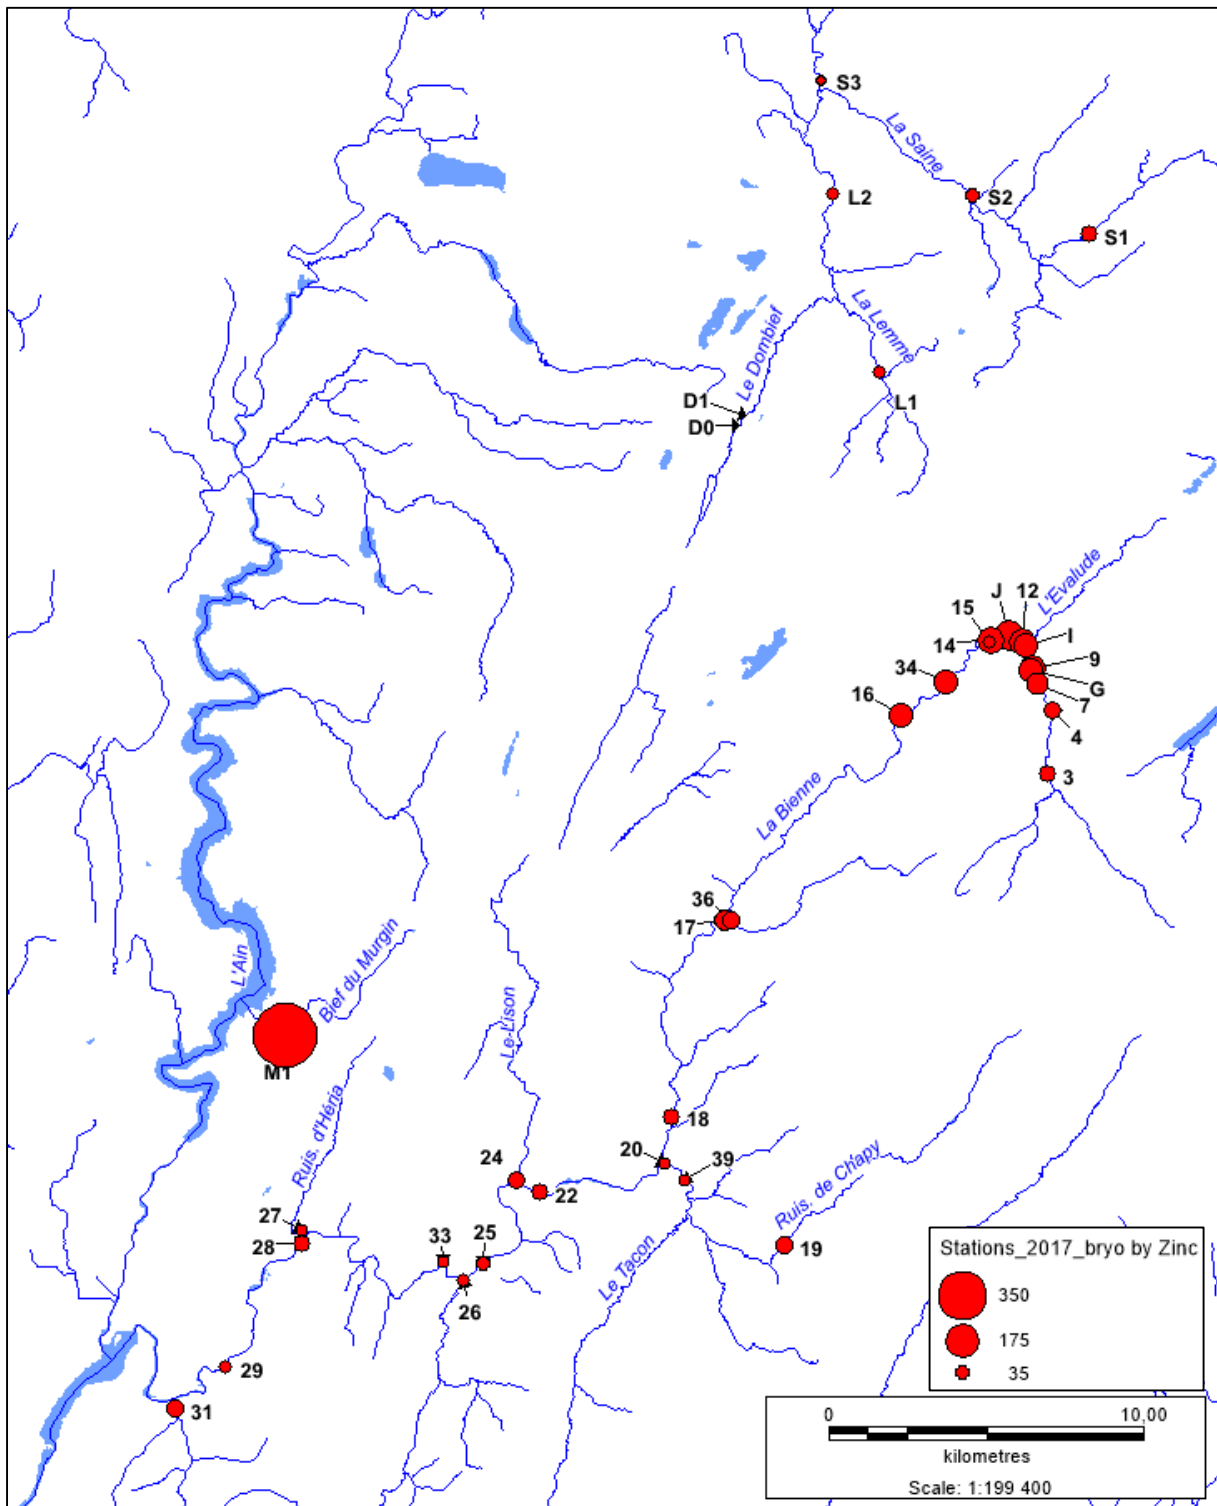 S3
La Saine
L2
S2
S1
La Lemme
Le Dombief
D1
L1
D0
L'Evalude
J
12
15
I
14
9
34
G
16
7
4
3
La Bienne
36
17
L'Ain
Bief du Murgin
Le-Lison
M1
Ruis. d'Héria
18
20
39
24
Ruis. de Chapy
22
27
28
33
25
19
Le Tacon
26
29
31
Stations_2017_bryo by Zinc
350
175
35
0 10,00
kilometres
Scale: 1:199 400